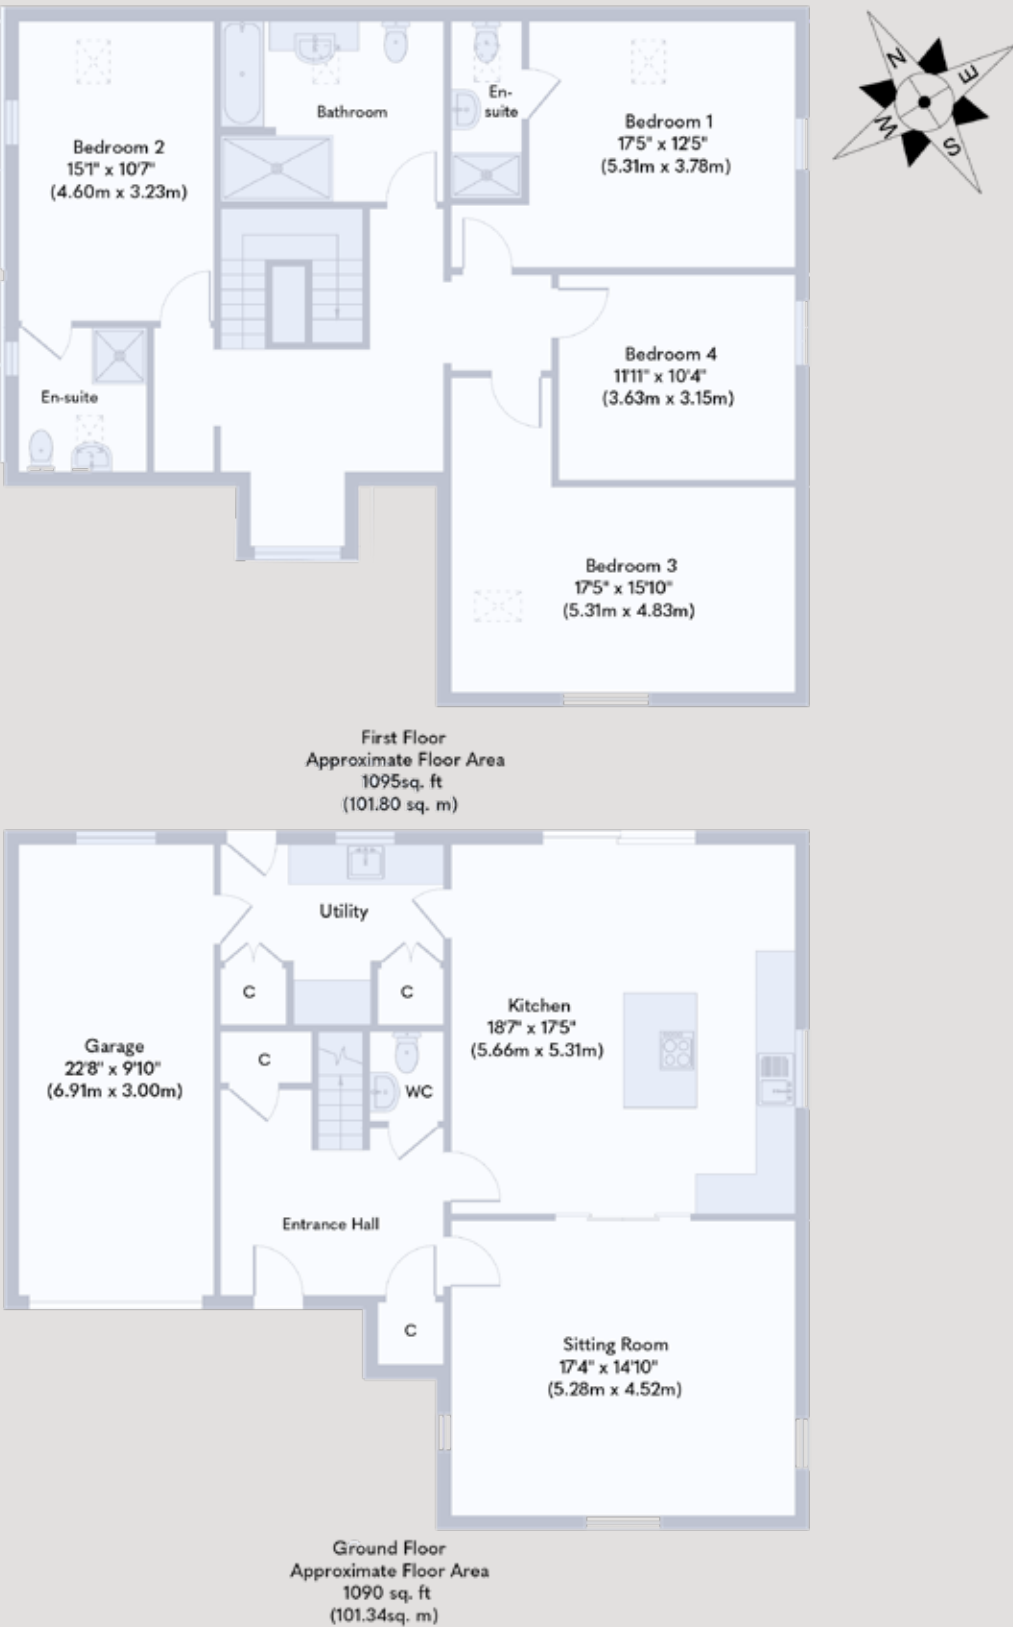 Bedroom 2
15'1" x 10'7"
(4.60m x 3.23m)
Bathroom
En-
suite
Bedroom 1
17'5" x 12'5"
(5.31m x 3.78m)
N
E
S
W
En-suite
Bedroom 4
11'11" x 10'4"
(3.63m x 3.15m)
Bedroom 3
17'5" x 15'10"
(5.31m x 4.83m)
First Floor
Approximate Floor Area
1095sq. ft
(101.80 sq. m)
Utility
C
C
C
WC
Garage
22'8" x 9'10"
(6.91m x 3.00m)
Kitchen
18'7" x 17'5"
(5.66m x 5.31m)
Entrance Hall
C
Sitting Room
17'4" x 14'10"
(5.28m x 4.52m)
Ground Floor
Approximate Floor Area
1090 sq. ft
(101.34sq. m)